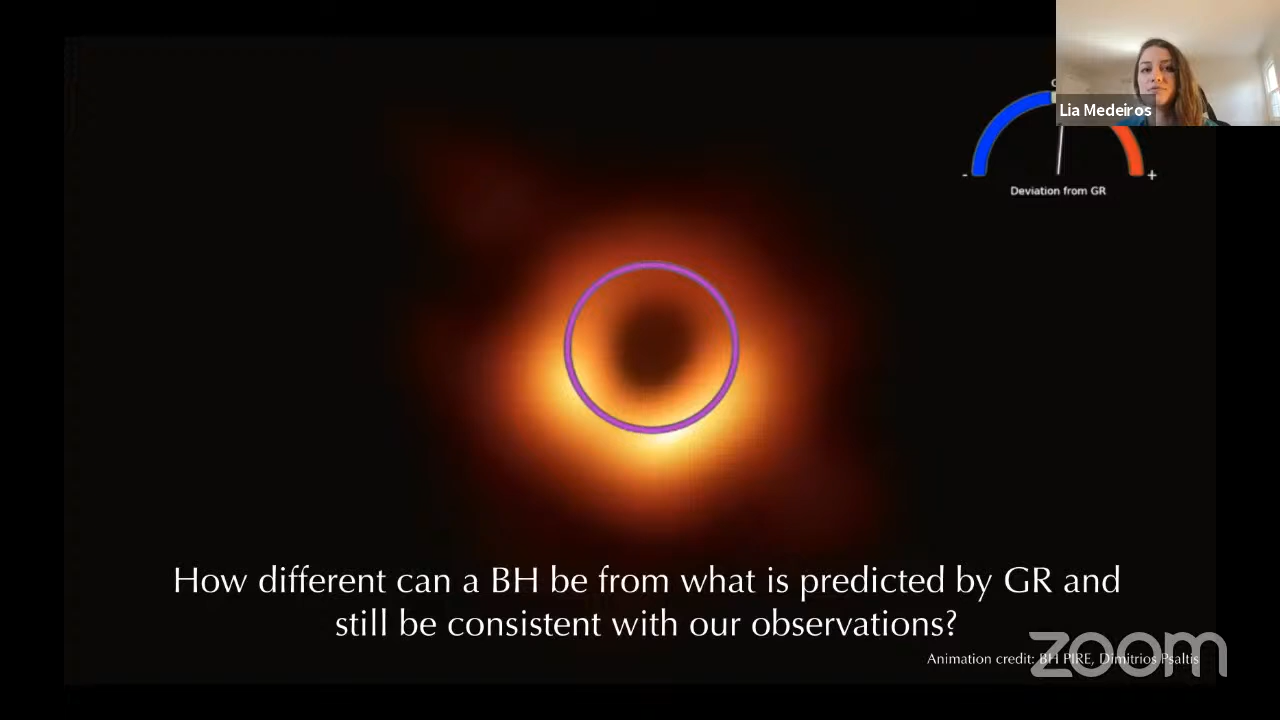 Lia Medeiros
- +
Deviation from GR
How different can a BH be from what is predicted by GR and
still be consistent with our observations?
Animation credit: BH PIRE, Dimitrios Psaltis
zoom